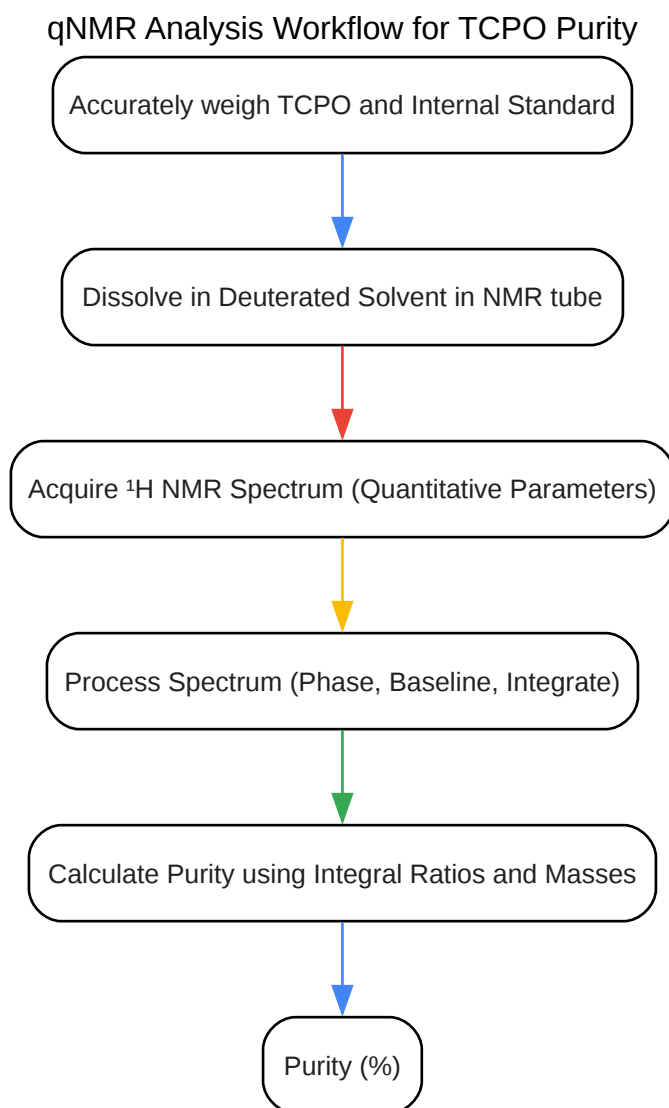 qNMR Analysis Workflow for TCPO Purity
Accurately weigh TCPO and Internal Standard
Dissolve in Deuterated Solvent in NMR tube
Acquire ¹H NMR Spectrum (Quantitative Parameters)
Process Spectrum (Phase, Baseline, Integrate)
Calculate Purity using Integral Ratios and Masses
Purity (%)